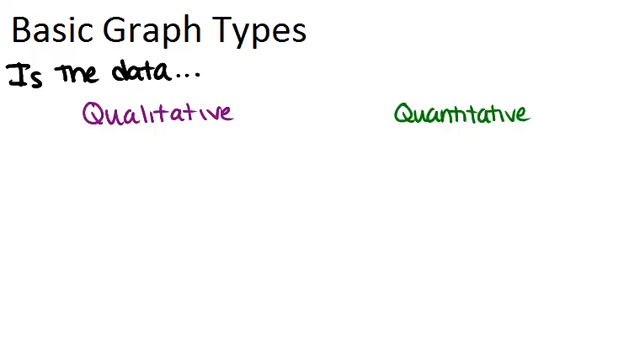 Basic Graph Types
Is the data...
Qualitative Quantitative